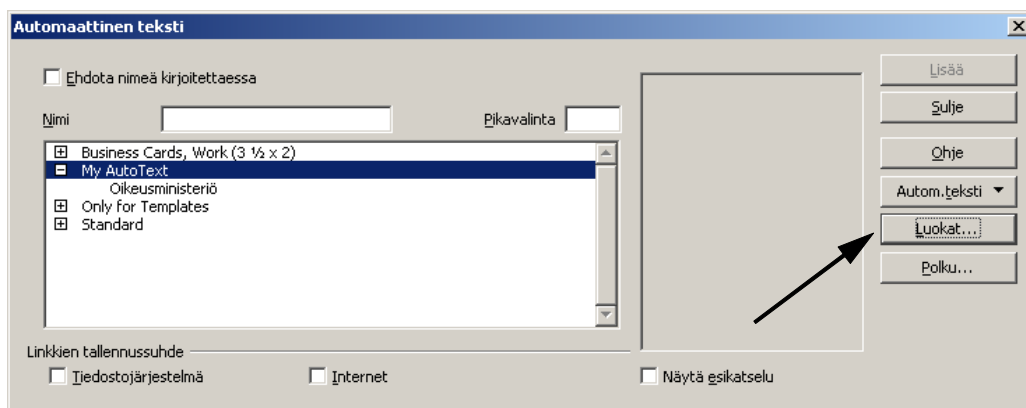 Automaattinen teksti
Ehdota nimeä kirjoitettaessa
Nimi
Pikavalinta
Business Cards, Work (3 ½ x 2)
My AutoText
Oikeusministeriö
Only for Templates
Standard
Lisää
Sulje
Ohje
Autom.teksti
Luokat...
Polku...
Linkkien tallennussuhde
Tiedostojärjestelmä
Internet
Näytä esikatselu